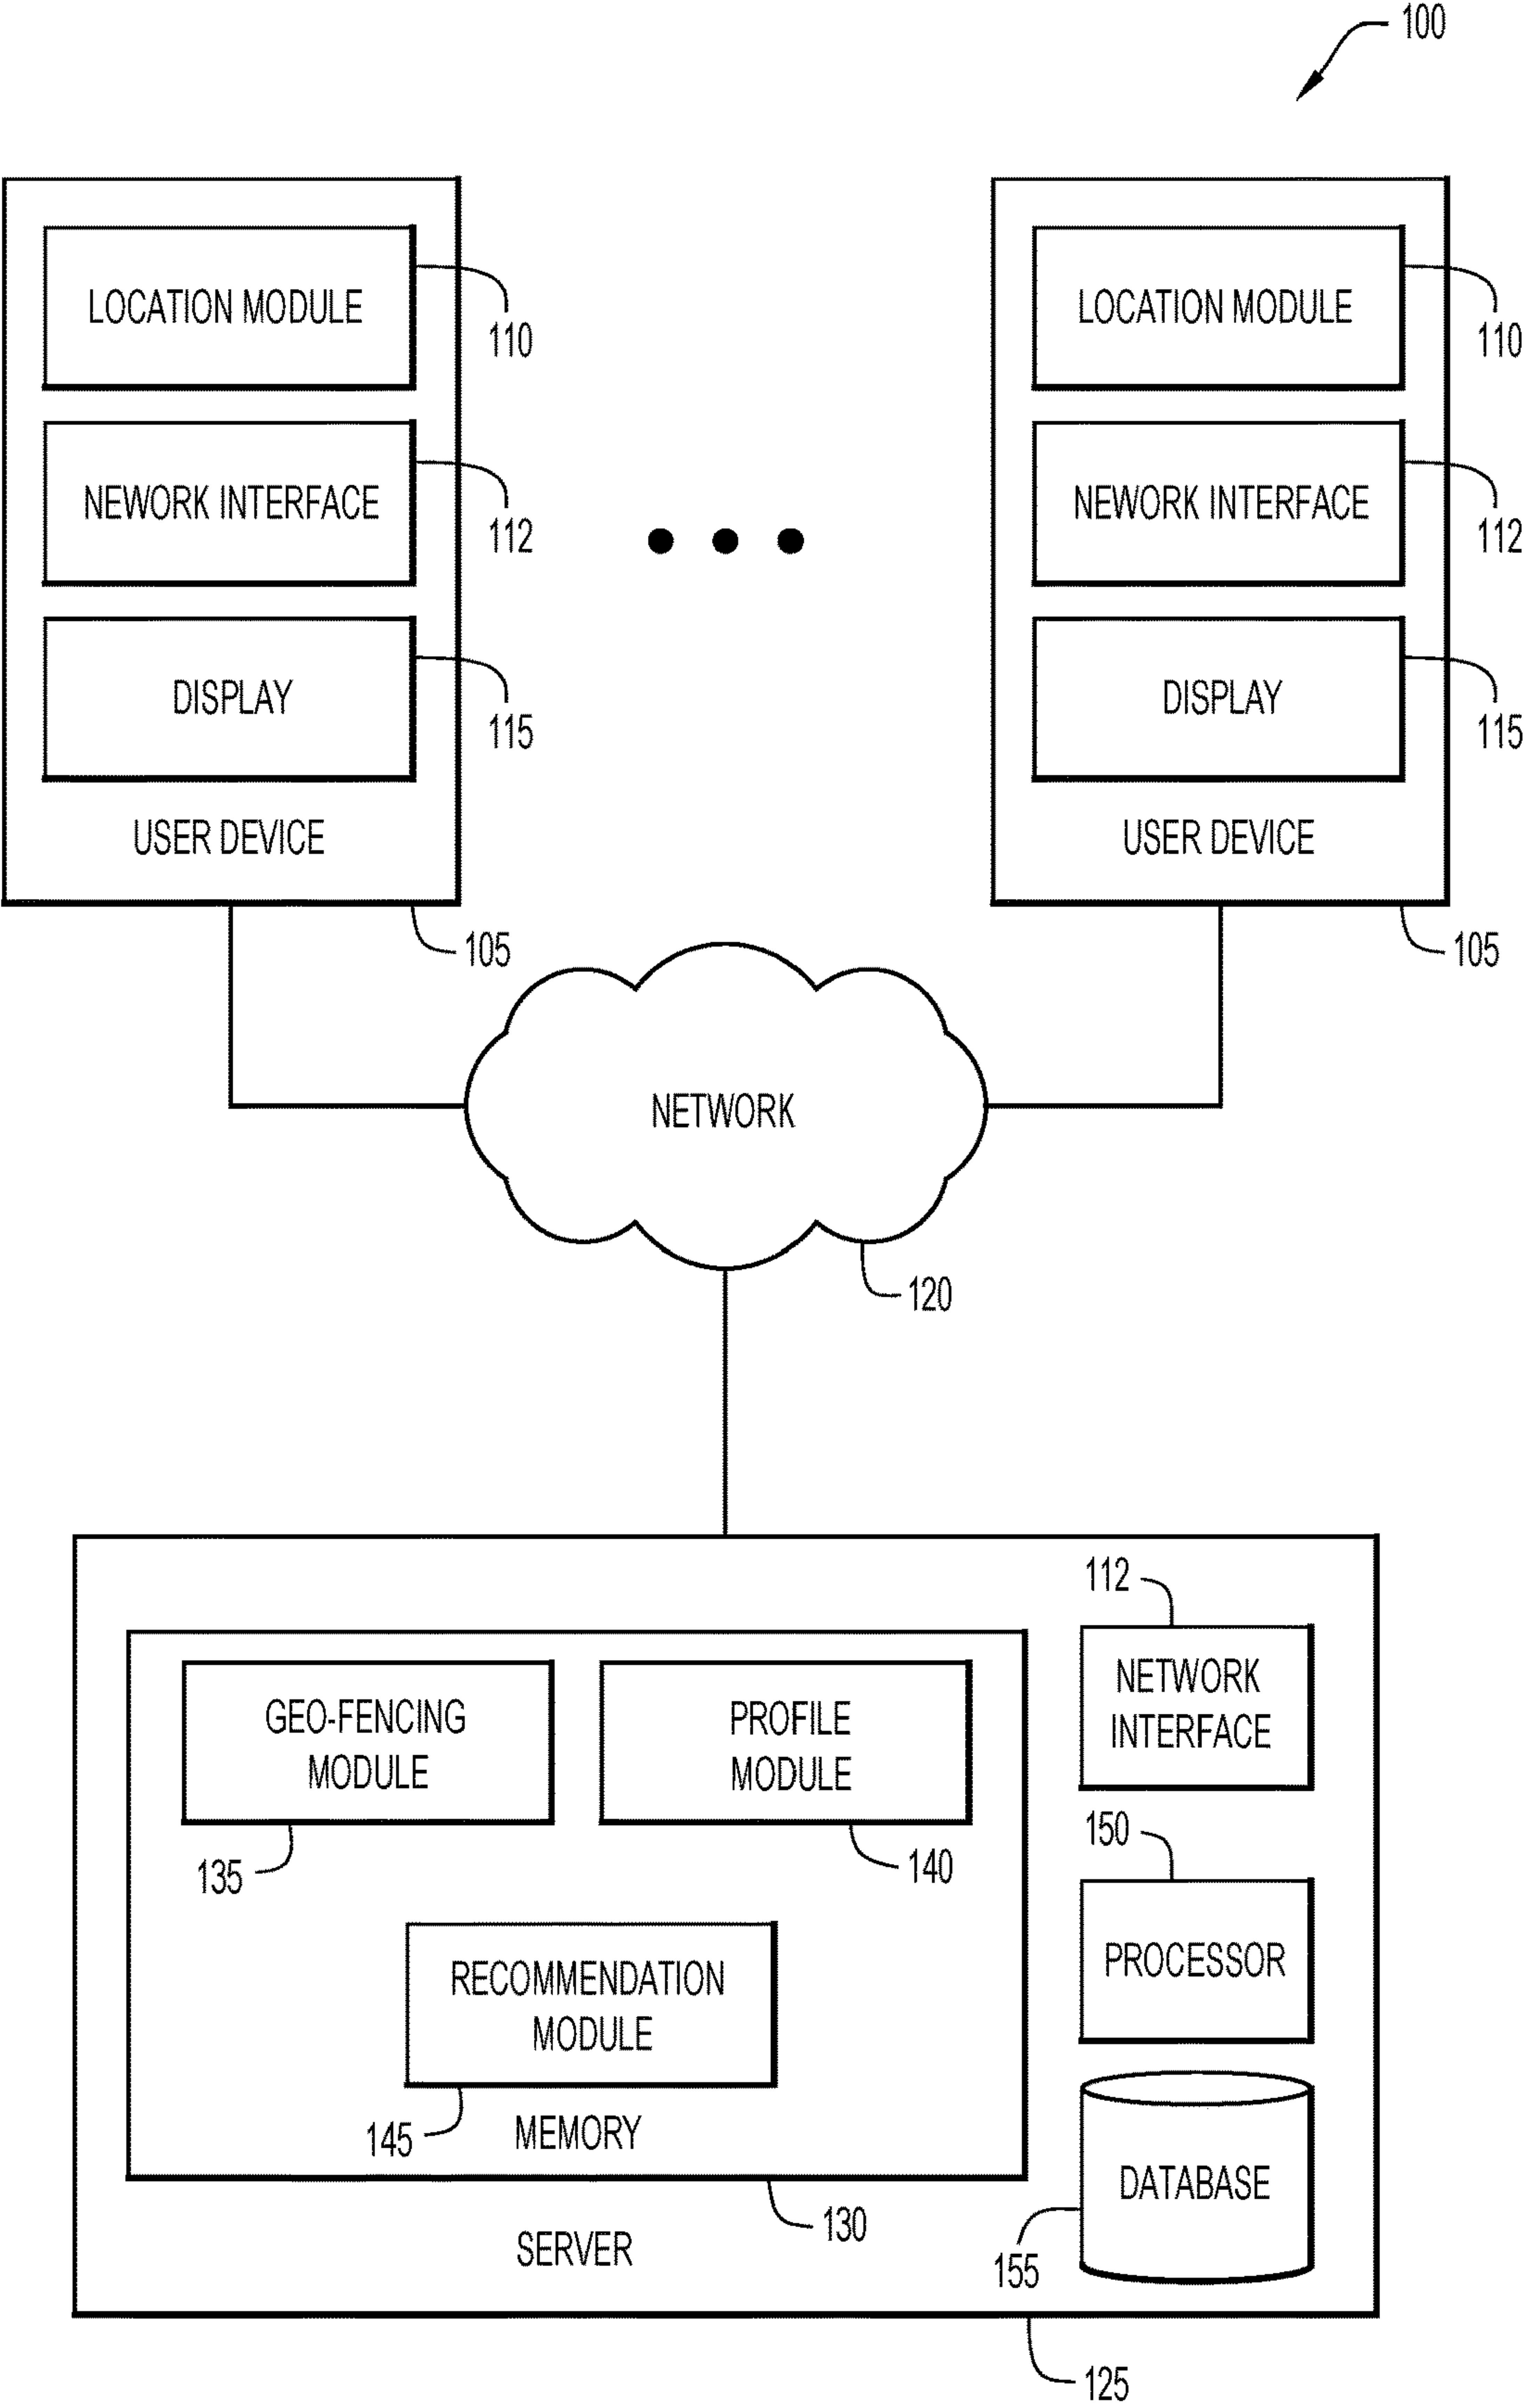 100
LOCATION MODULE
110
NEWORK INTERFACE
112
DISPLAY
115
USER DEVICE
105
LOCATION MODULE
110
NEWORK INTERFACE
112
DISPLAY
115
USER DEVICE
105
NETWORK
120
GEO-FENCING
MODULE
135
PROFILE
MODULE
140
RECOMMENDATION
MODULE
145
MEMORY
130
112
NETWORK
INTERFACE
150
PROCESSOR
DATABASE
155
SERVER
125